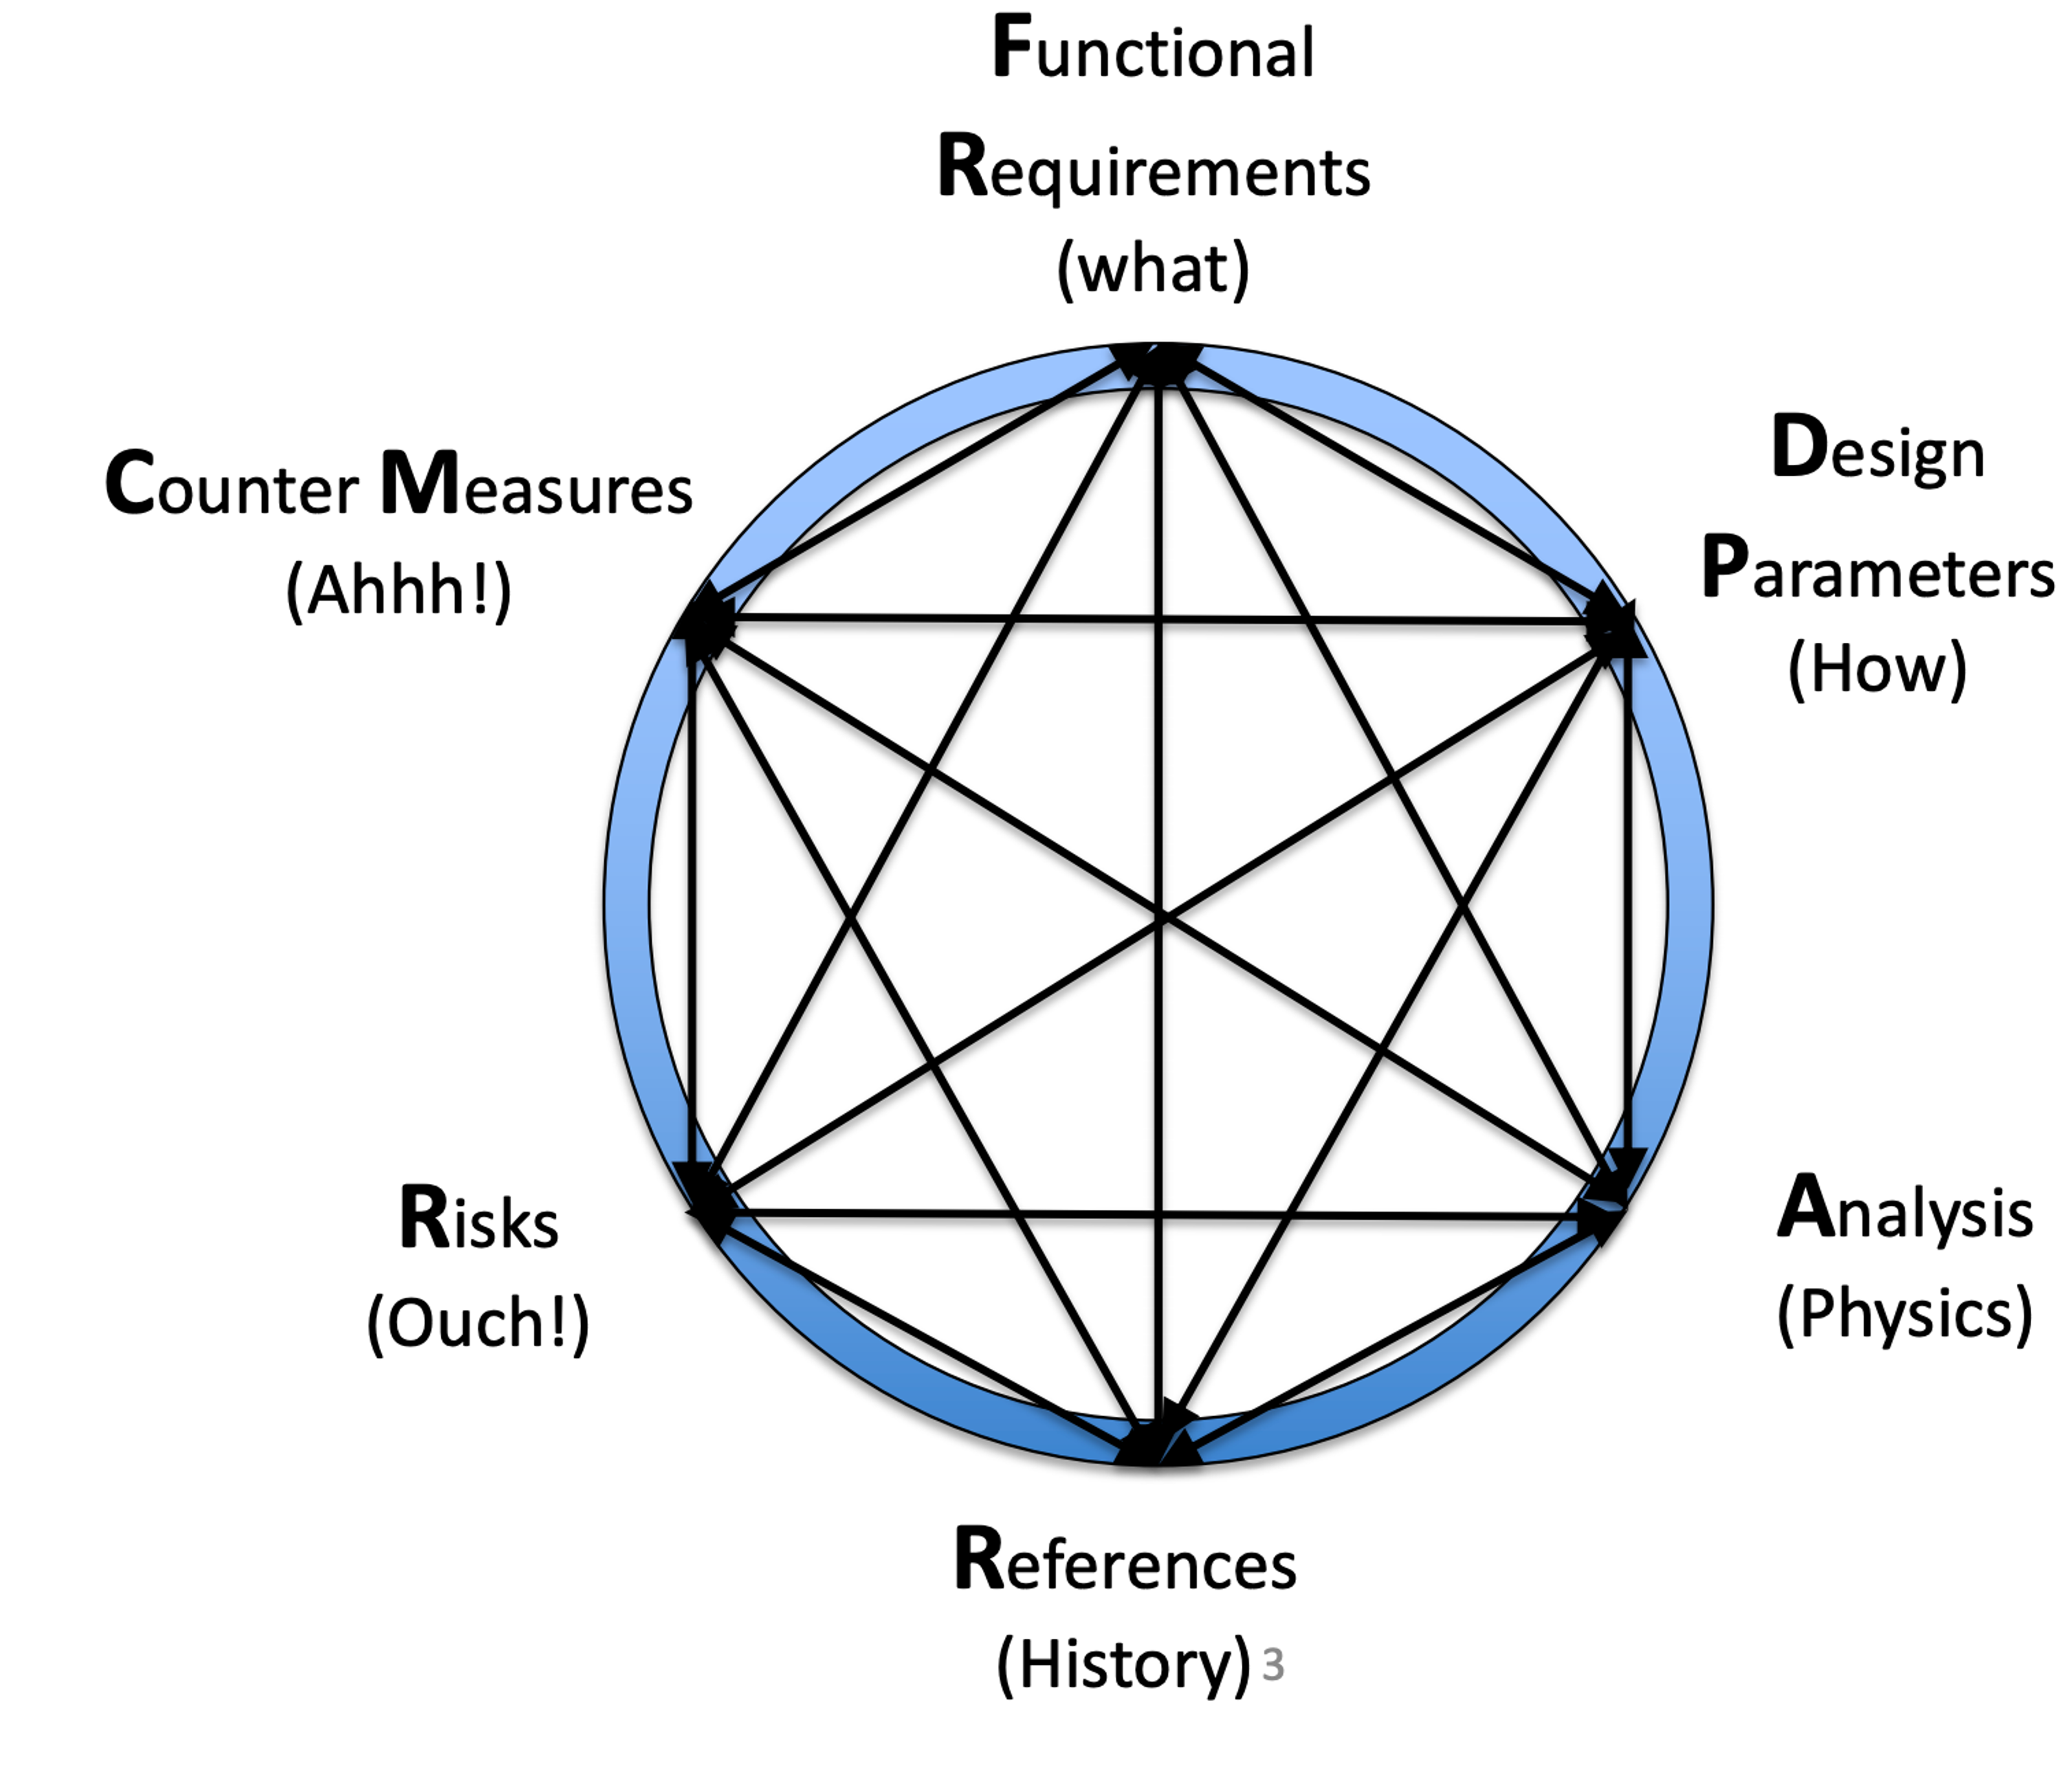 Functional
Requirements
(what)
Design
Parameters
(How)
Analysis
(Physics)
References
(History) 3
Risks
(Ouch!)
Counter Measures
(Ahhh!)